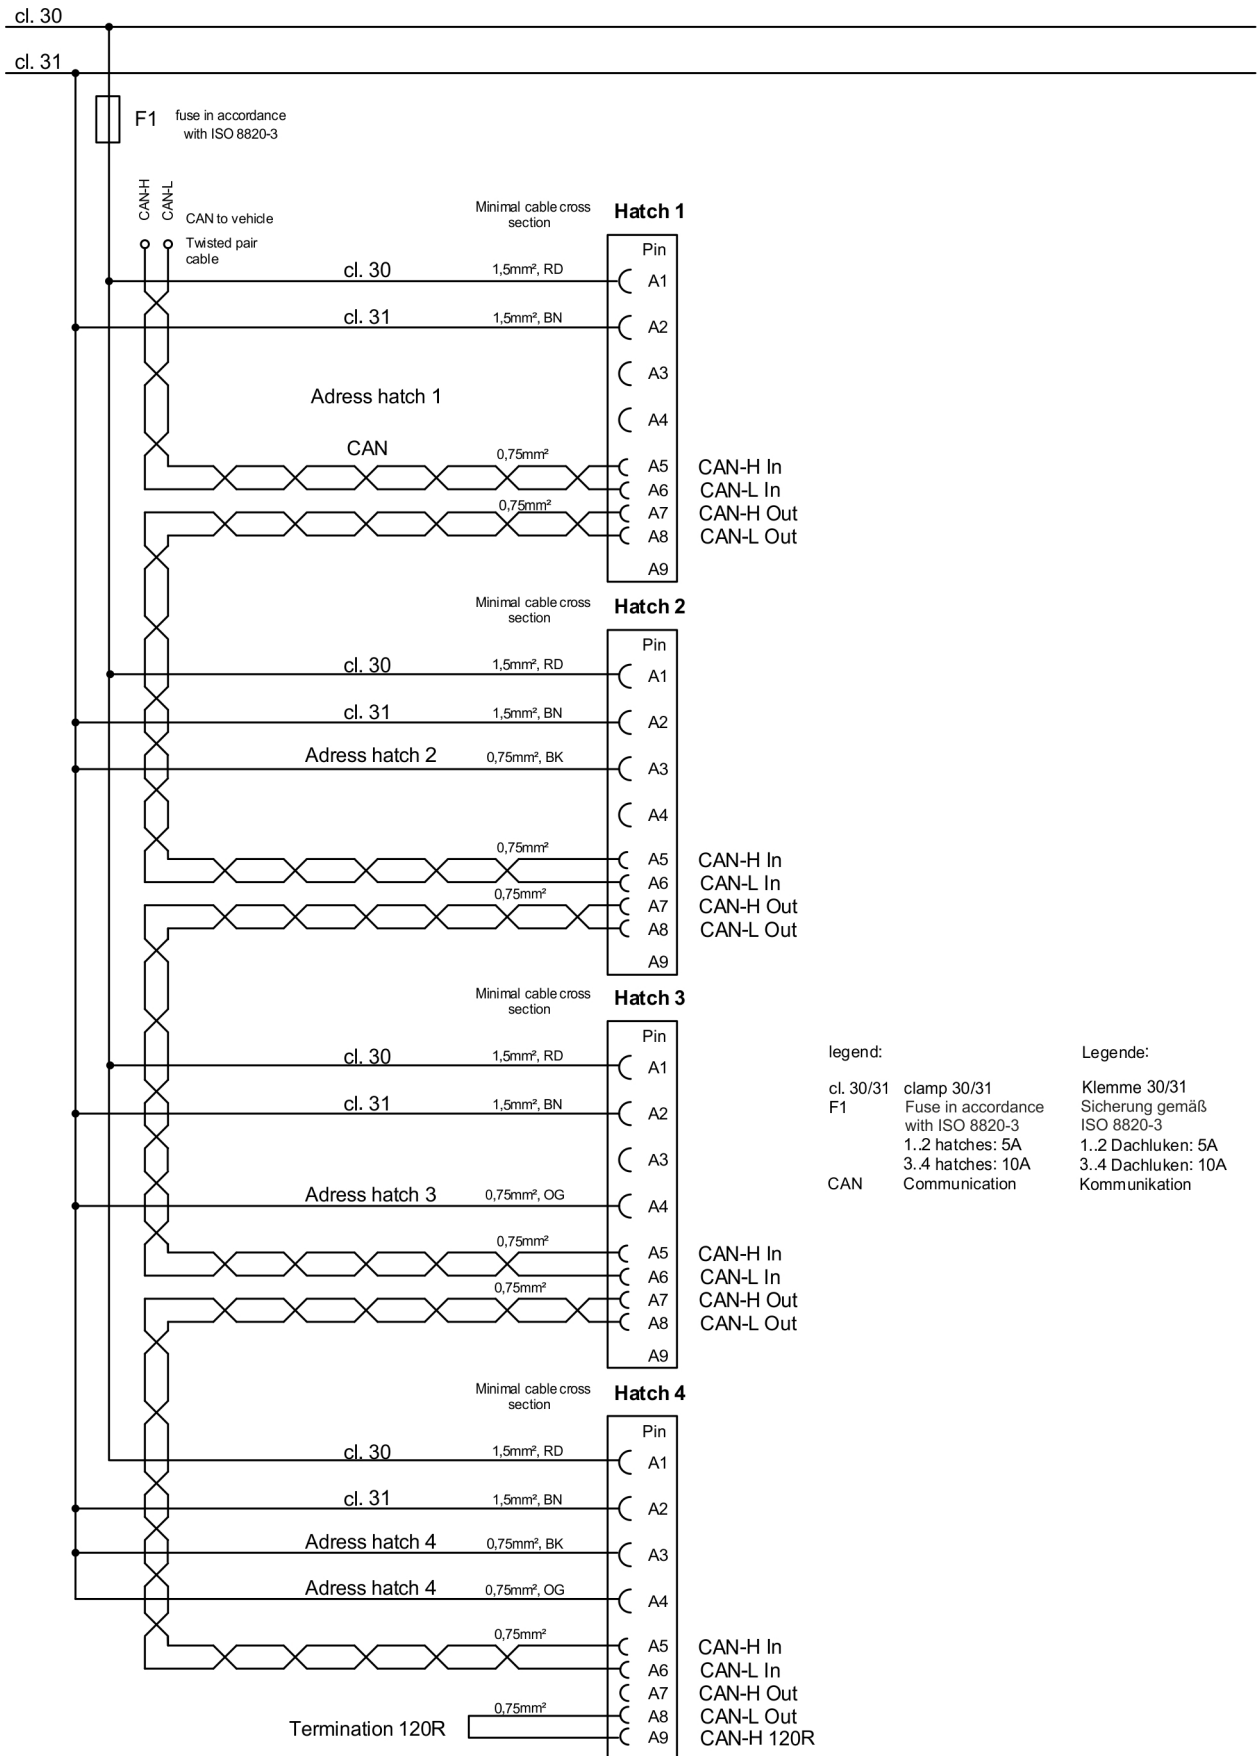 cl. 30
cl. 31
F1
fuse in accordance
with ISO 8820-3
CAN-H
CAN-L
CAN to vehicle
Twisted pair
cable
Minimal cable cross
section
Hatch 1
Pin
cl. 30
1,5mm², RD
A1
cl. 31
1,5mm², BN
A2
A3
Adress hatch 1
A4
CAN
0,75mm²
A5
CAN-H In
A6
CAN-L In
0,75mm²
A7
CAN-H Out
A8
CAN-L Out
A9
Minimal cable cross
section
Hatch 2
Pin
cl. 30
1,5mm², RD
A1
cl. 31
1,5mm², BN
A2
Adress hatch 2
0,75mm², BK
A3
A4
0,75mm²
A5
CAN-H In
A6
CAN-L In
0,75mm²
A7
CAN-H Out
A8
CAN-L Out
A9
Minimal cable cross
section
Hatch 3
Pin
cl. 30
1,5mm², RD
A1
cl. 31
1,5mm², BN
A2
A3
Adress hatch 3
0,75mm², OG
A4
0,75mm²
A5
CAN-H In
A6
CAN-L In
0,75mm²
A7
CAN-H Out
A8
CAN-L Out
A9
legend:
Legende:
cl. 30/31 clamp 30/31
Klemme 30/31
F1 Fuse in accordance
Sicherung gemäß
with ISO 8820-3
ISO 8820-3
1..2 hatches: 5A
1..2 Dachluken: 5A
3..4 hatches: 10A
3..4 Dachluken: 10A
CAN Communication
Kommunikation
Minimal cable cross
section
Hatch 4
Pin
cl. 30
1,5mm², RD
A1
cl. 31
1,5mm², BN
A2
Adress hatch 4
0,75mm², BK
A3
Adress hatch 4
0,75mm², OG
A4
0,75mm²
A5
CAN-H In
A6
CAN-L In
A7
CAN-H Out
0,75mm²
A8
CAN-L Out
Termination 120R
A9
CAN-H 120R